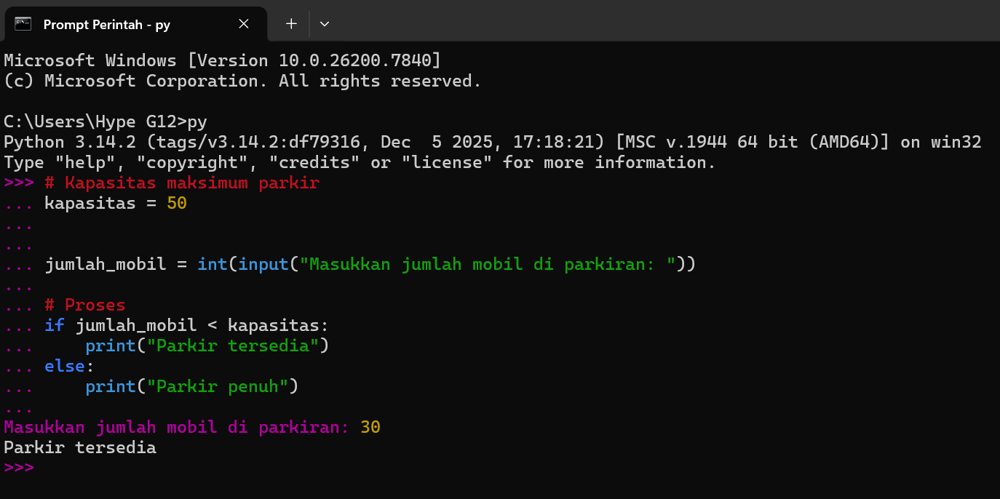 Prompt Perintah - py
Microsoft Windows [Version 10.0.26200.7840]
(c) Microsoft Corporation. All rights reserved.
C:\Users\Hype G12>py
Python 3.14.2 (tags/v3.14.2:df79316, Dec  5 2025, 17:18:21) [MSC v.1944 64 bit (AMD64)] on win32
Type "help", "copyright", "credits" or "license" for more information.
>>> # Kapasitas maksimum parkir
... kapasitas = 50
...
...
... jumlah_mobil = int(input("Masukkan jumlah mobil di parkiran: "))
...
... # Proses
... if jumlah_mobil < kapasitas:
...     print("Parkir tersedia")
... else:
...     print("Parkir penuh")
...
Masukkan jumlah mobil di parkiran: 30
Parkir tersedia
>>>